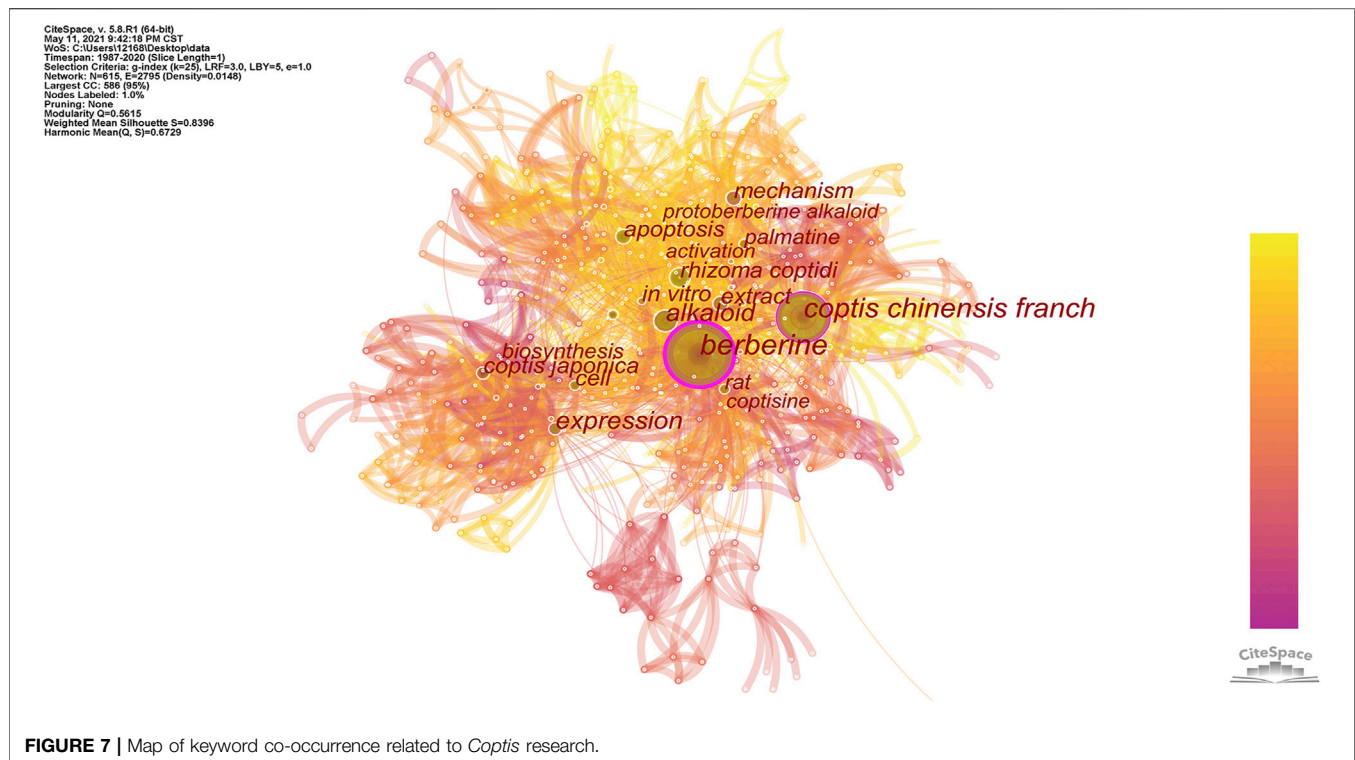 CiteSpace, v. 5.8.R1 (64-bit)
May 11, 2021 9:42:18 PM CST
WoS: C:\Users\12168\Desktop\data
Timespan: 1987-2020 (Slice Length=1)
Selection Criteria: g-index (k=25), LRF=3.0, LBY=5, e=1.0
Network: N=615, E=2795 (Density=0.0148)
Largest CC: 586 (95%)
Nodes Labeled: 1.0%
Pruning: None
Modularity Q=0.5615
Weighted Mean Silhouette S=0.8396
Harmonic Mean(Q, S)=0.6729
mechanism
protoberberine alkaloid
apoptosis
palmatine
activation
rhizoma coptidi
in vitro
extract
coptis chinensis franch
alkaloid
berberine
biosynthesis
coptis japonica
cell
rat
coptisine
expression
CiteSpace
FIGURE 7 | Map of keyword co-occurrence related to Coptis research.